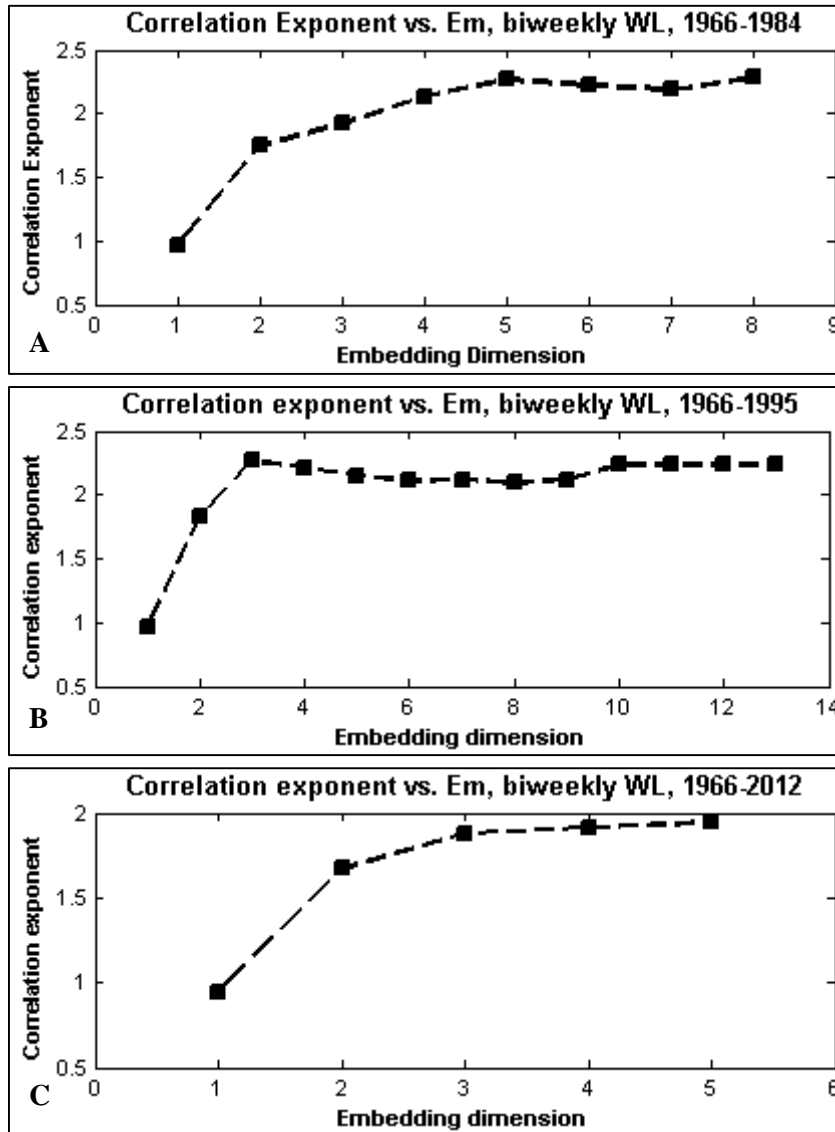 Correlation Exponent vs. Em, biweekly WL, 1966-1984
Correlation Exponent
2.5
2
1.5
1
0.5
0 1 2 3 4 5 6 7 8 9
Embedding Dimension
A
Correlation exponent vs. Em, biweekly WL, 1966-1995
Correlation exponent
2.5
2
1.5
1
0.5
0 2 4 6 8 10 12 14
Embedding dimension
B
Correlation exponent vs. Em, biweekly WL, 1966-2012
Correlation exponent
2
1.5
1
0.5
0 1 2 3 4 5 6
Embedding dimension
C